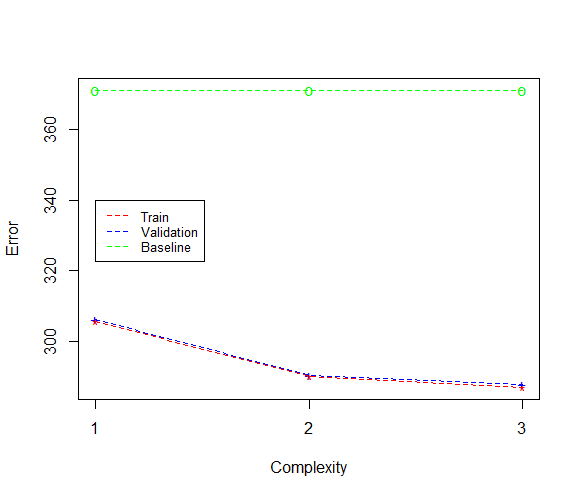 360
340
320
300
Error
Train
Validation
Baseline
1 2 3
Complexity